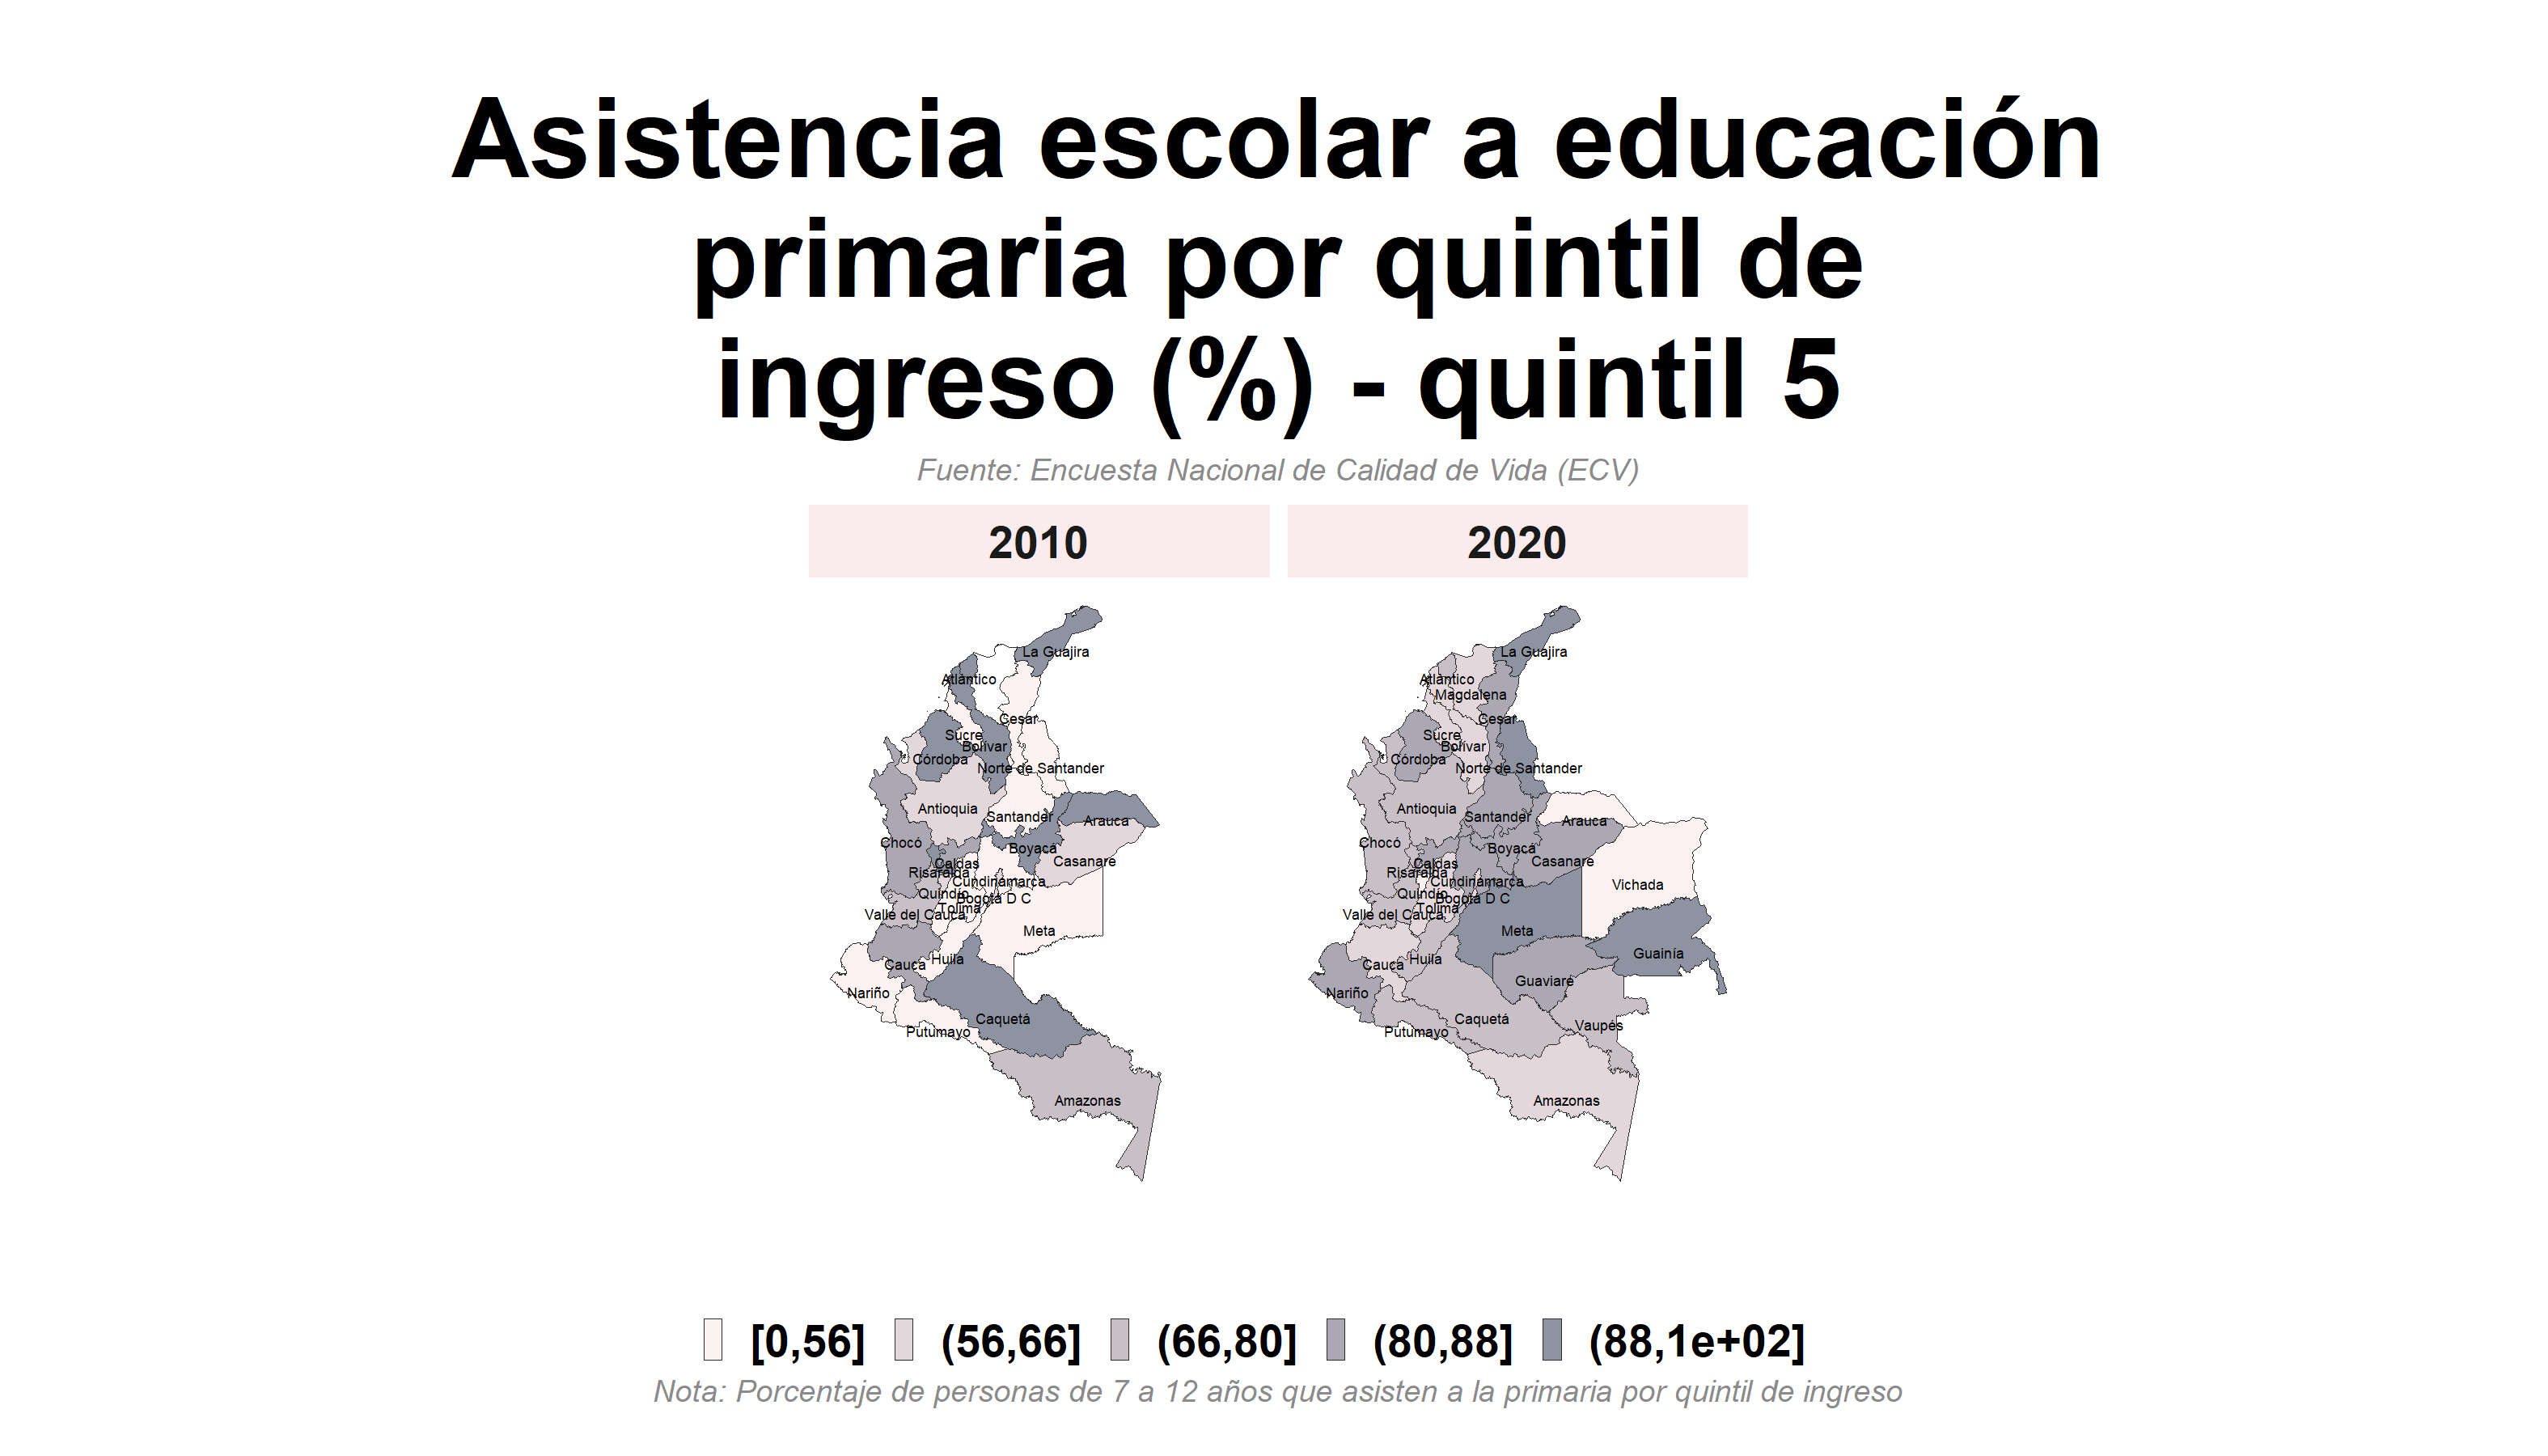 Asistencia escolar a educación
primaria por quintil de
ingreso (%) - quintil 5
Fuente: Encuesta Nacional de Calidad de Vida (ECV)
2010
2020
La Guajira
Atlántico
Cesar
Sucre
Bolívar
Córdoba
Norte de Santander
Antioquia
Santander
Arauca
Chocó
Boyacá
Casanare
Caldas
Risaralda
Cundinamarca
Quindío
Bogotá D C
Tolima
Valle del Cauca
Meta
Huila
Cauca
Nariño
Caquetá
Putumayo
Amazonas
La Guajira
Atlántico
Magdalena
Cesar
Sucre
Bolívar
Córdoba
Norte de Santander
Antioquia
Santander
Arauca
Chocó
Boyacá
Casanare
Caldas
Risaralda
Cundinamarca
Vichada
Quindío
Bogotá D C
Tolima
Valle del Cauca
Meta
Guainía
Huila
Cauca
Guaviare
Nariño
Caquetá
Vaupés
Putumayo
Amazonas
[0,56] (56,66] (66,80] (80,88] (88,1e+02]
Nota: Porcentaje de personas de 7 a 12 años que asisten a la primaria por quintil de ingreso